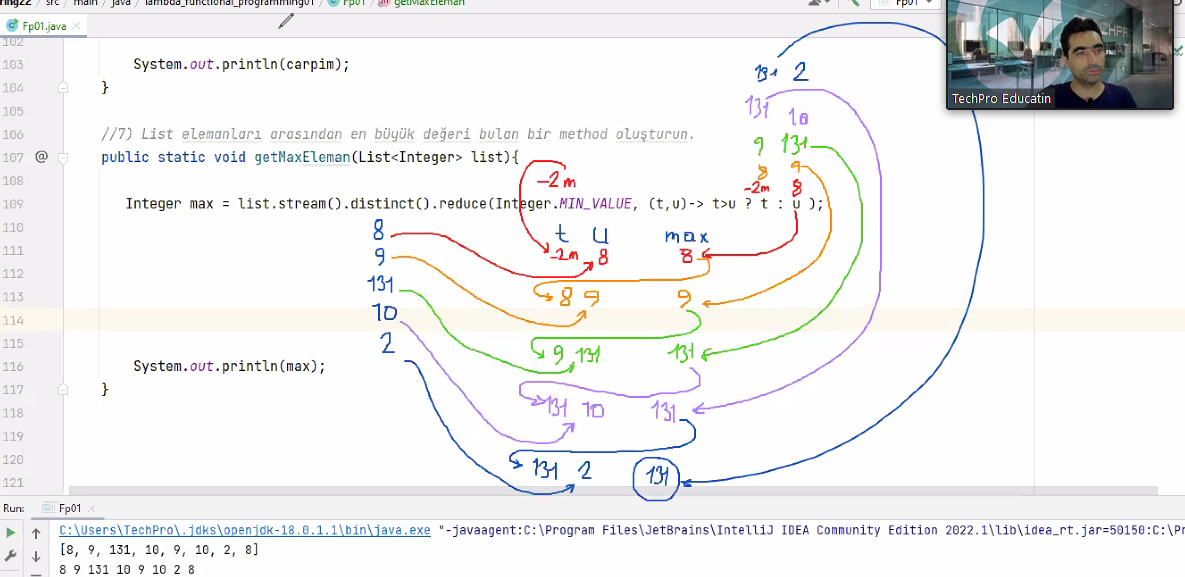 ring22 src main java lambda_functional_programming01 Fp01 getMaxEleman Fp01
Fp01.java
TechPro Educatin
102
103 System.out.println(carpim);
104 }
105
106 //7) List elemanları arasından en büyük değeri bulan bir method oluşturun.
107 @ public static void getMaxEleman(List<Integer> list){
108
109 Integer max = list.stream().distinct().reduce(Integer.MIN_VALUE, (t,u)-> t>u ? t : u );
110
111
112
113
114
115
116 System.out.println(max);
117 }
118
119
120
121
131 2
131 10
9 131
8 9
-2m 8
-2m
t u max
8 -2m 8 8
9 8 9 9
131 9 131 131
10 131 10 131
2 131 2 131
Run: Fp01
C:\Users\TechPro\.jdks\openjdk-18.0.1.1\bin\java.exe "-javaagent:C:\Program Files\JetBrains\IntelliJ IDEA Community Edition 2022.1\lib\idea_rt.jar=50150:C:\Pr
[8, 9, 131, 10, 9, 10, 2, 8]
8 9 131 10 9 10 2 8